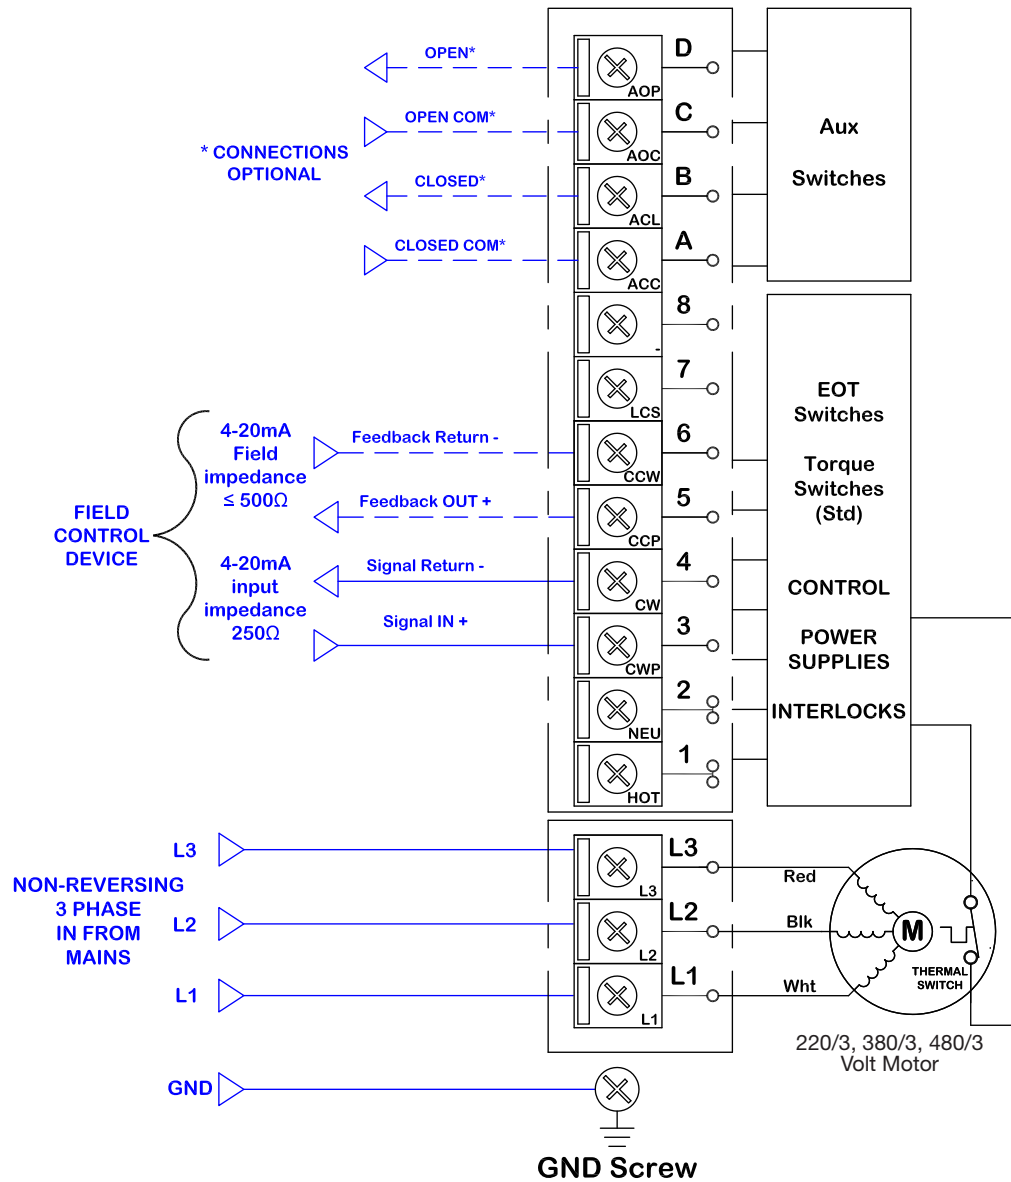 OPEN*
OPEN COM*
* CONNECTIONS
OPTIONAL
CLOSED*
CLOSED COM*
D
AOP
C
AOC
B
ACL
A
ACC
8
-
7
LCS
6
CCW
5
CCP
4
CW
3
CWP
2
NEU
1
HOT
Aux
Switches
EOT
Switches
Torque
Switches
(Std)
CONTROL
POWER
SUPPLIES
INTERLOCKS
FIELD
CONTROL
DEVICE
4-20mA
Field
impedance
≤ 500Ω
Feedback Return -
Feedback OUT +
4-20mA
input
impedance
250Ω
Signal Return -
Signal IN +
NON-REVERSING
3 PHASE
IN FROM
MAINS
L3
L2
L1
L3
L3
L2
L2
L1
L1
Red
Blk
Wht
M
THERMAL
SWITCH
220/3, 380/3, 480/3
Volt Motor
GND
GND Screw